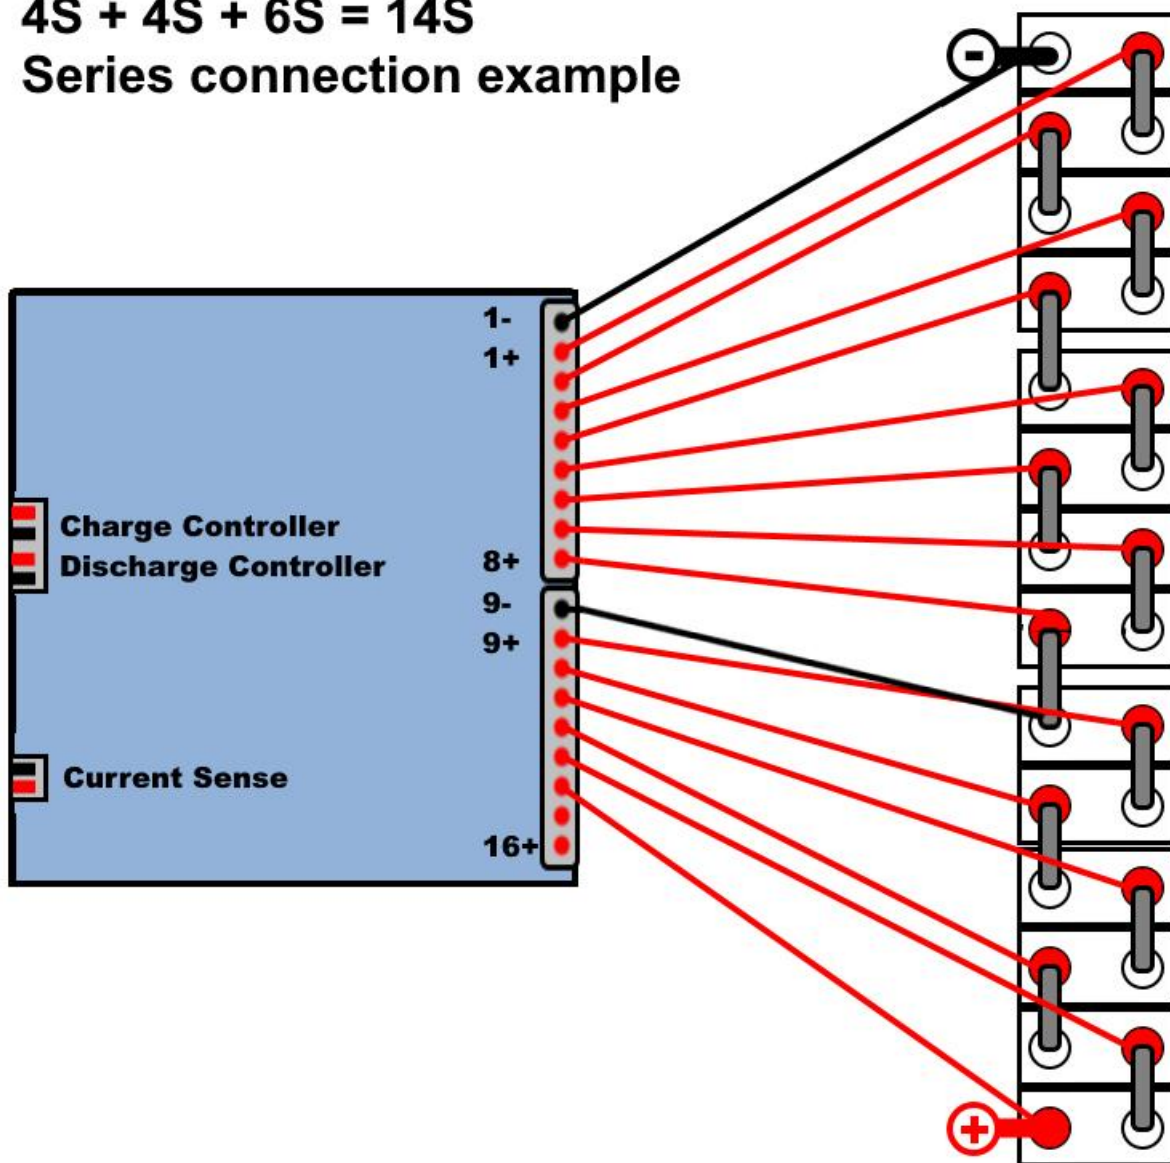 4S + 4S + 6S = 14S
Series connection example
-
1-
1+
Charge Controller
Discharge Controller
8+
9-
9+
Current Sense
16+
+